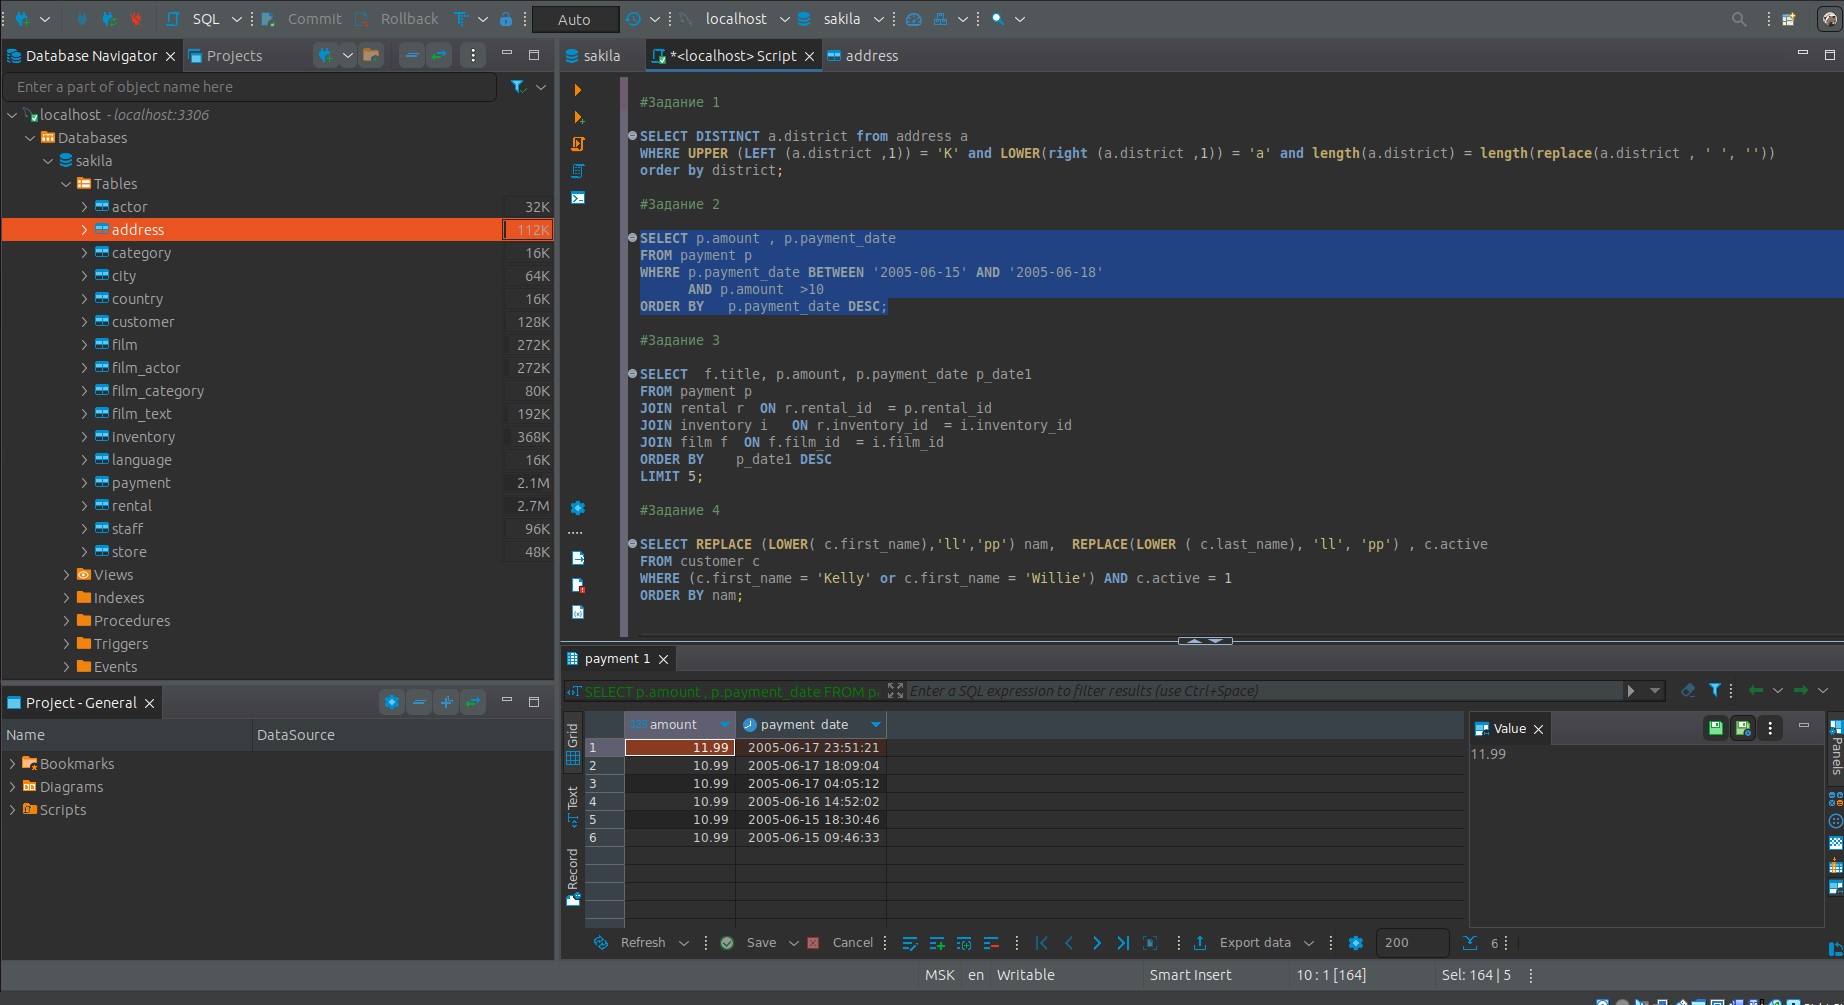 SQL Commit Rollback Auto localhost sakila
Database Navigator Projects
Enter a part of object name here
localhost - localhost:3306
Databases
sakila
Tables
actor 32K
address 112K
category 16K
city 64K
country 16K
customer 128K
film 272K
film_actor 272K
film_category 80K
film_text 192K
inventory 368K
language 16K
payment 2.1M
rental 2.7M
staff 96K
store 48K
Views
Indexes
Procedures
Triggers
Events
Project - General
Name DataSource
Bookmarks
Diagrams
Scripts
sakila *<localhost> Script address
#Задание 1
SELECT DISTINCT a.district from address a
WHERE UPPER (LEFT (a.district ,1)) = 'K' and LOWER(right (a.district ,1)) = 'a' and length(a.district) = length(replace(a.district , ' ', ''))
order by district;
#Задание 2
SELECT p.amount , p.payment_date
FROM payment p
WHERE p.payment_date BETWEEN '2005-06-15' AND '2005-06-18'
AND p.amount >10
ORDER BY p.payment_date DESC;
#Задание 3
SELECT f.title, p.amount, p.payment_date p_date1
FROM payment p
JOIN rental r ON r.rental_id = p.rental_id
JOIN inventory i ON r.inventory_id = i.inventory_id
JOIN film f ON f.film_id = i.film_id
ORDER BY p_date1 DESC
LIMIT 5;
#Задание 4
SELECT REPLACE (LOWER( c.first_name),'ll','pp') nam, REPLACE(LOWER ( c.last_name), 'll', 'pp') , c.active
FROM customer c
WHERE (c.first_name = 'Kelly' or c.first_name = 'Willie') AND c.active = 1
ORDER BY nam;
payment 1
SELECT p.amount , p.payment_date FROM pa Enter a SQL expression to filter results (use Ctrl+Space)
Grid
Text
Record
123 amount payment_date
1 11.99 2005-06-17 23:51:21
2 10.99 2005-06-17 18:09:04
3 10.99 2005-06-17 04:05:12
4 10.99 2005-06-16 14:52:02
5 10.99 2005-06-15 18:30:46
6 10.99 2005-06-15 09:46:33
Value
11.99
Panels
Refresh Save Cancel Export data 200 6
MSK en Writable Smart Insert 10 : 1 [164] Sel: 164 | 5